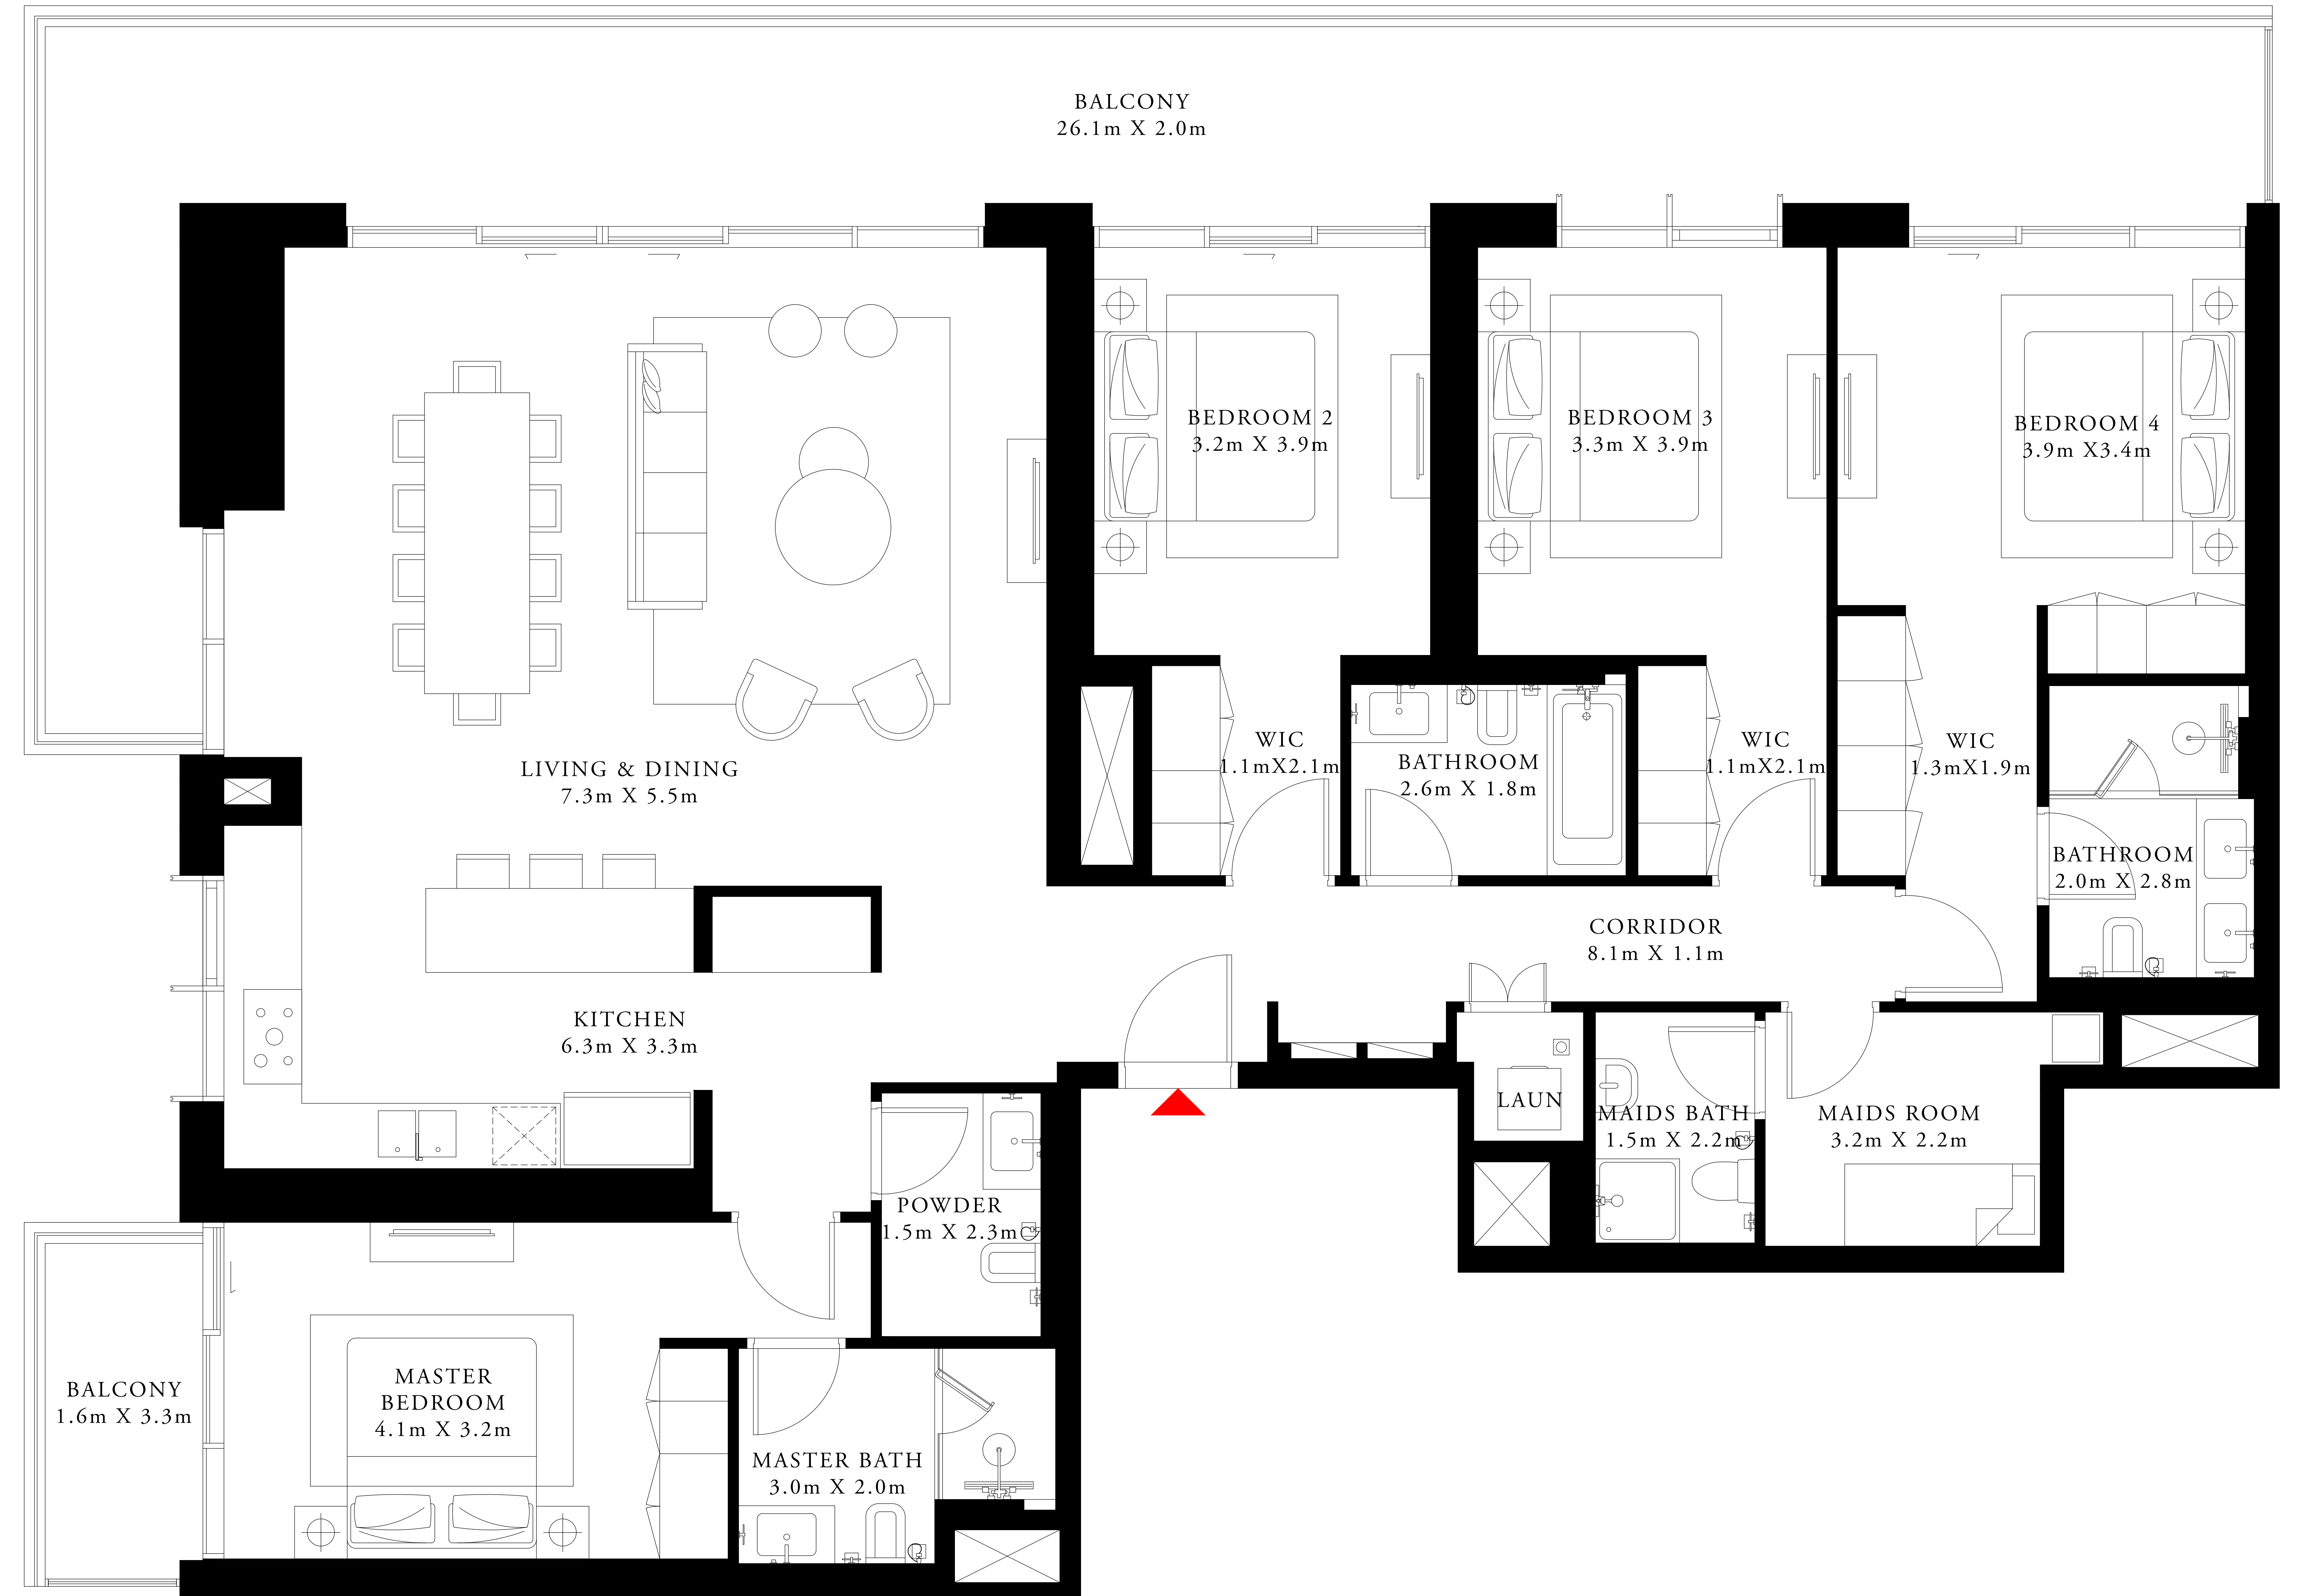 BALCONY
26.1m X 2.0m
BEDROOM 2
3.2m X 3.9m
BEDROOM 3
3.3m X 3.9m
BEDROOM 4
3.9m X3.4m
LIVING & DINING
7.3m X 5.5m
WIC
1.1mX2.1m
BATHROOM
2.6m X 1.8m
WIC
1.1mX2.1m
WIC
1.3mX1.9m
BATHROOM
2.0m X 2.8m
CORRIDOR
8.1m X 1.1m
KITCHEN
6.3m X 3.3m
LAUN
MAIDS BATH
1.5m X 2.2m
MAIDS ROOM
3.2m X 2.2m
POWDER
1.5m X 2.3m
BALCONY
1.6m X 3.3m
MASTER
BEDROOM
4.1m X 3.2m
MASTER BATH
3.0m X 2.0m